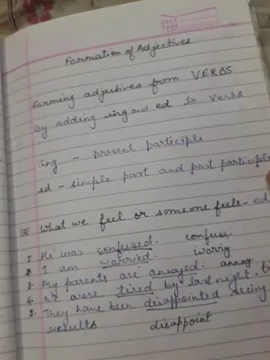 Formation of Adjectives
Forming adjectives from VERBS
By adding -ing and ed to verbs
ing - present participle
ed - simple past and past participle
(a) What we feel or someone feels - ed
1. He was confused. confuse
2. I am worried. worry
3. My parents are annoyed. annoy
were tired by last night.
5. They have been disappointed seeing
results disappoint